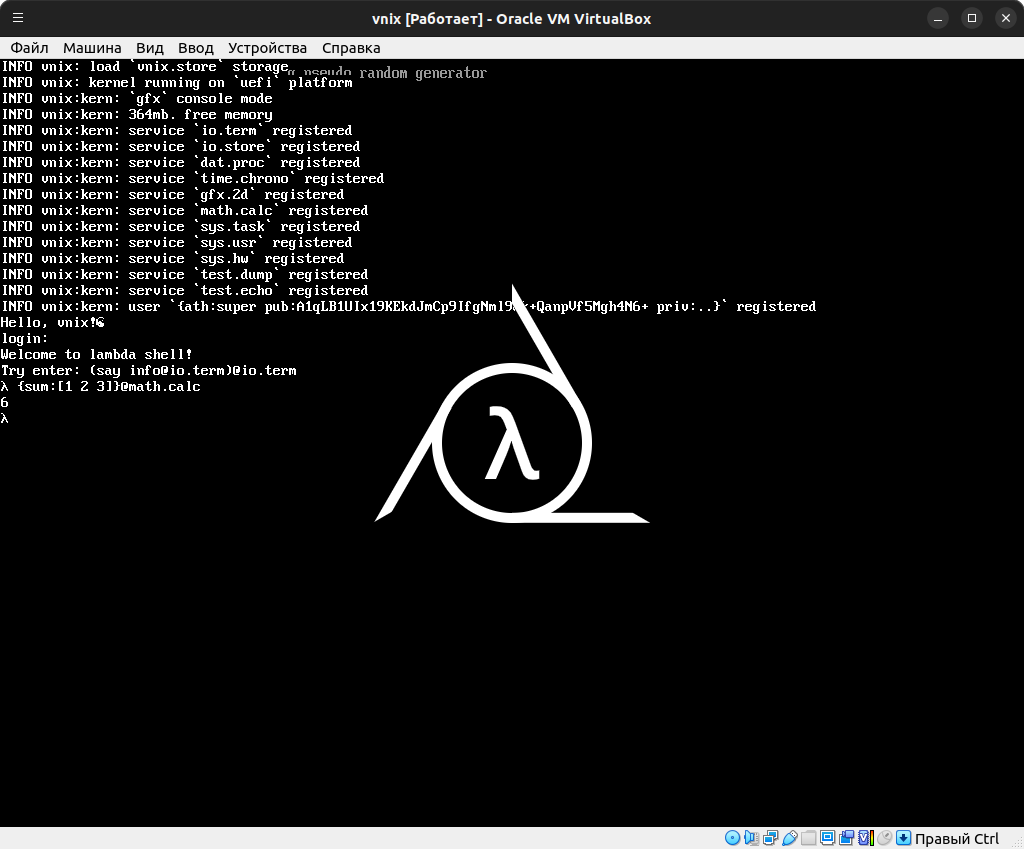 vnix [Работает] - Oracle VM VirtualBox
Файл Машина Вид Ввод Устройства Справка
INFO vnix: load `vnix.store` storage
pseudo random generator
INFO vnix: kernel running on `uefi` platform
INFO vnix:kern: `gfx` console mode
INFO vnix:kern: 364mb. free memory
INFO vnix:kern: service `io.term` registered
INFO vnix:kern: service `io.store` registered
INFO vnix:kern: service `dat.proc` registered
INFO vnix:kern: service `time.chrono` registered
INFO vnix:kern: service `gfx.2d` registered
INFO vnix:kern: service `math.calc` registered
INFO vnix:kern: service `sys.task` registered
INFO vnix:kern: service `sys.usr` registered
INFO vnix:kern: service `sys.hw` registered
INFO vnix:kern: service `test.dump` registered
INFO vnix:kern: service `test.echo` registered
INFO vnix:kern: user `{ath:super priv:..}` registered
Hello, vnix!
login:
Welcome to lambda shell!
Try enter: (say info@io.term)@io.term
λ {sum:[1 2 3]}@math.calc
6
λ
λ
Правый Ctrl